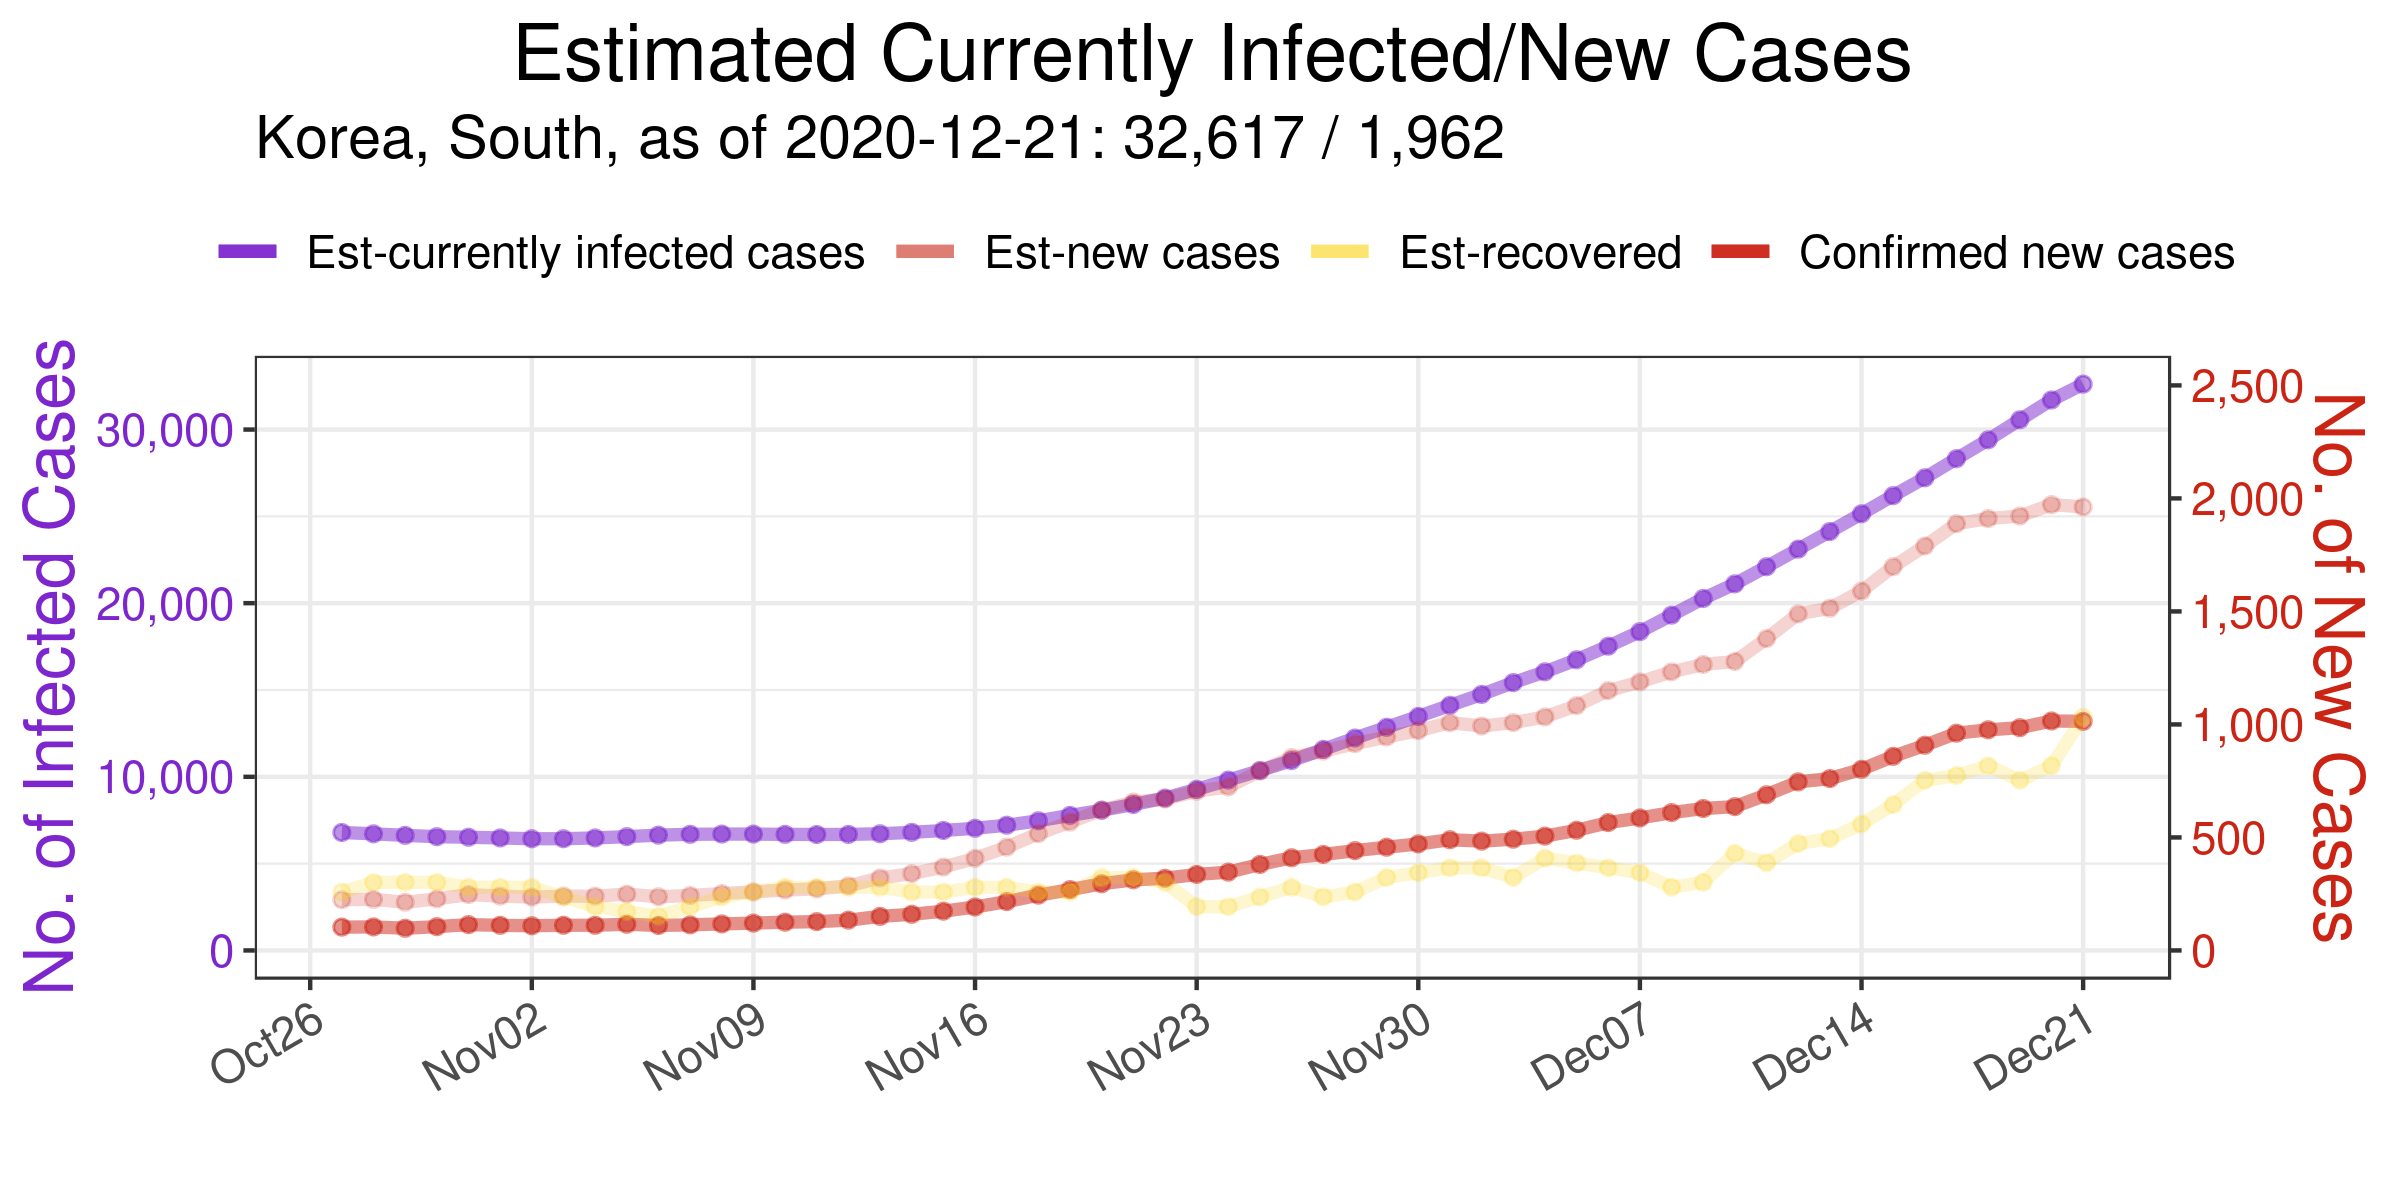 Estimated Currently Infected/New Cases
Korea, South, as of 2020-12-21: 32,617 / 1,962
Est-currently infected cases Est-new cases Est-recovered Confirmed new cases
No. of Infected Cases
30,000
20,000
10,000
0
2,500
2,000
1,500
1,000
500
0
No. of New Cases
Oct26 Nov02 Nov09 Nov16 Nov23 Nov30 Dec07 Dec14 Dec21